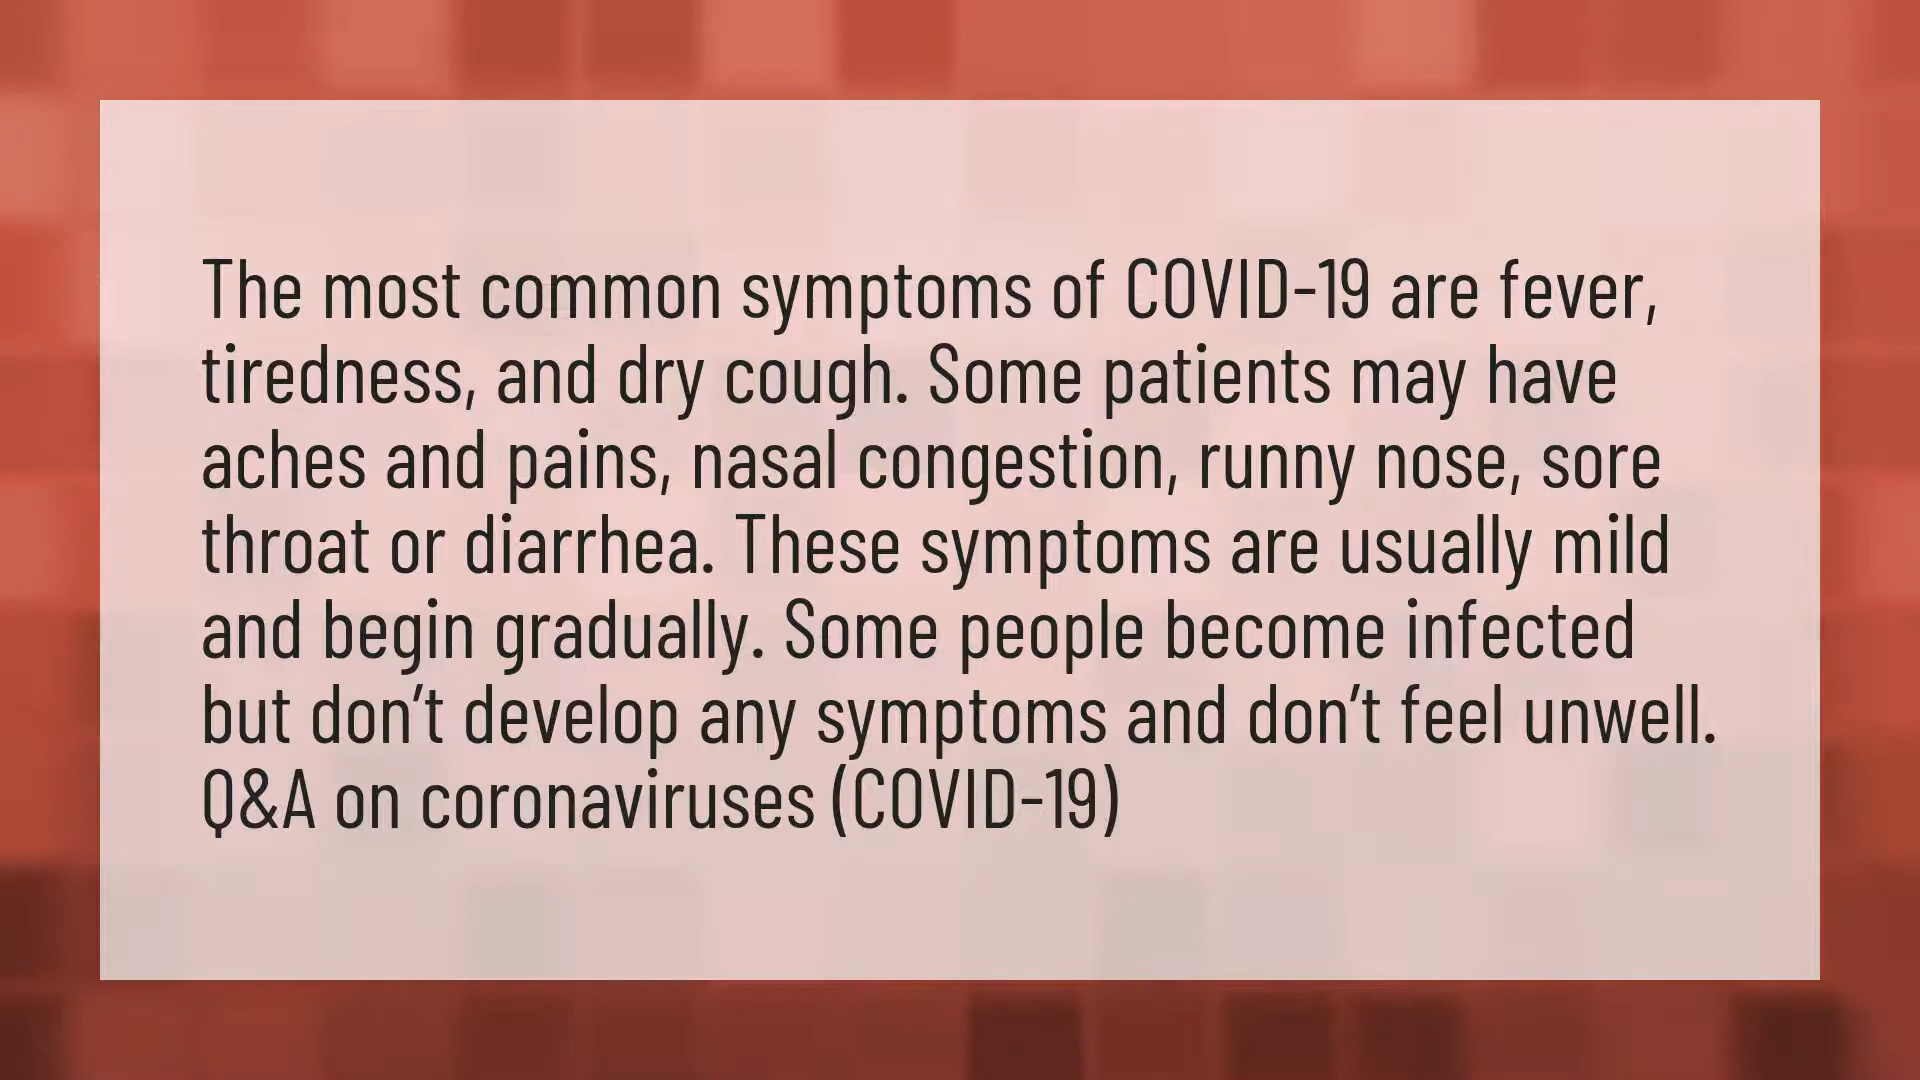 The most common symptoms of COVID-19 are fever,
tiredness, and dry cough. Some patients may have
aches and pains, nasal congestion, runny nose, sore
throat or diarrhea. These symptoms are usually mild
and begin gradually. Some people become infected
but don’t develop any symptoms and don’t feel unwell.
Q&A on coronaviruses (COVID-19)